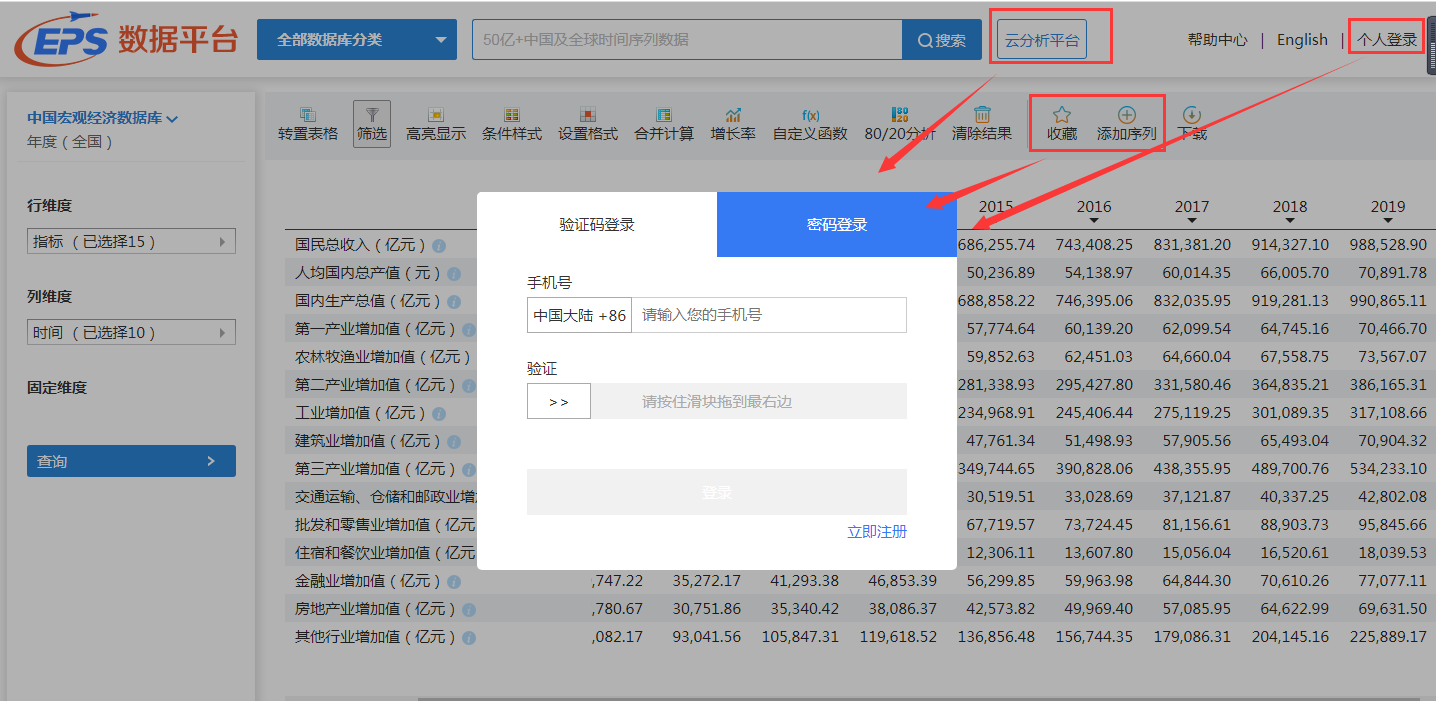 EPS 数据平台
全部数据库分类
50亿+中国及全球时间序列数据
搜索
云分析平台
帮助中心 | English | 个人登录
中国宏观经济数据库
年度（全国）
行维度
指标 （已选择15）
列维度
时间 （已选择10）
固定维度
查询
转置表格 筛选 高亮显示 条件样式 设置格式 合并计算 增长率 自定义函数 80/20分析 清除结果 收藏 添加序列 下载
f(x)
80
20
2015 2016 2017 2018 2019
国民总收入（亿元） 686,255.74 743,408.25 831,381.20 914,327.10 988,528.90
人均国内总产值（元） 50,236.89 54,138.97 60,014.35 66,005.70 70,891.78
国内生产总值（亿元） 688,858.22 746,395.06 832,035.95 919,281.13 990,865.11
第一产业增加值（亿元） 57,774.64 60,139.20 62,099.54 64,745.16 70,466.70
农林牧渔业增加值（亿元） 59,852.63 62,451.03 64,660.04 67,558.75 73,567.07
第二产业增加值（亿元） 281,338.93 295,427.80 331,580.46 364,835.21 386,165.31
工业增加值（亿元） 234,968.91 245,406.44 275,119.25 301,089.35 317,108.66
建筑业增加值（亿元） 47,761.34 51,498.93 57,905.56 65,493.04 70,904.32
第三产业增加值（亿元） 349,744.65 390,828.06 438,355.95 489,700.76 534,233.10
交通运输、仓储和邮政业增 30,519.51 33,028.69 37,121.87 40,337.25 42,802.08
批发和零售业增加值（亿元 67,719.57 73,724.45 81,156.61 88,903.73 95,845.66
住宿和餐饮业增加值（亿元 12,306.11 13,607.80 15,056.04 16,520.61 18,039.53
金融业增加值（亿元） ,747.22 35,272.17 41,293.38 46,853.39 56,299.85 59,963.98 64,844.30 70,610.26 77,077.11
房地产业增加值（亿元） ,780.67 30,751.86 35,340.42 38,086.37 42,573.82 49,969.40 57,085.95 64,622.99 69,631.50
其他行业增加值（亿元） ,082.17 93,041.56 105,847.31 119,618.52 136,856.48 156,744.35 179,086.31 204,145.16 225,889.17
验证码登录 密码登录
手机号
中国大陆 +86 请输入您的手机号
验证
>> 请按住滑块拖到最右边
登录
立即注册